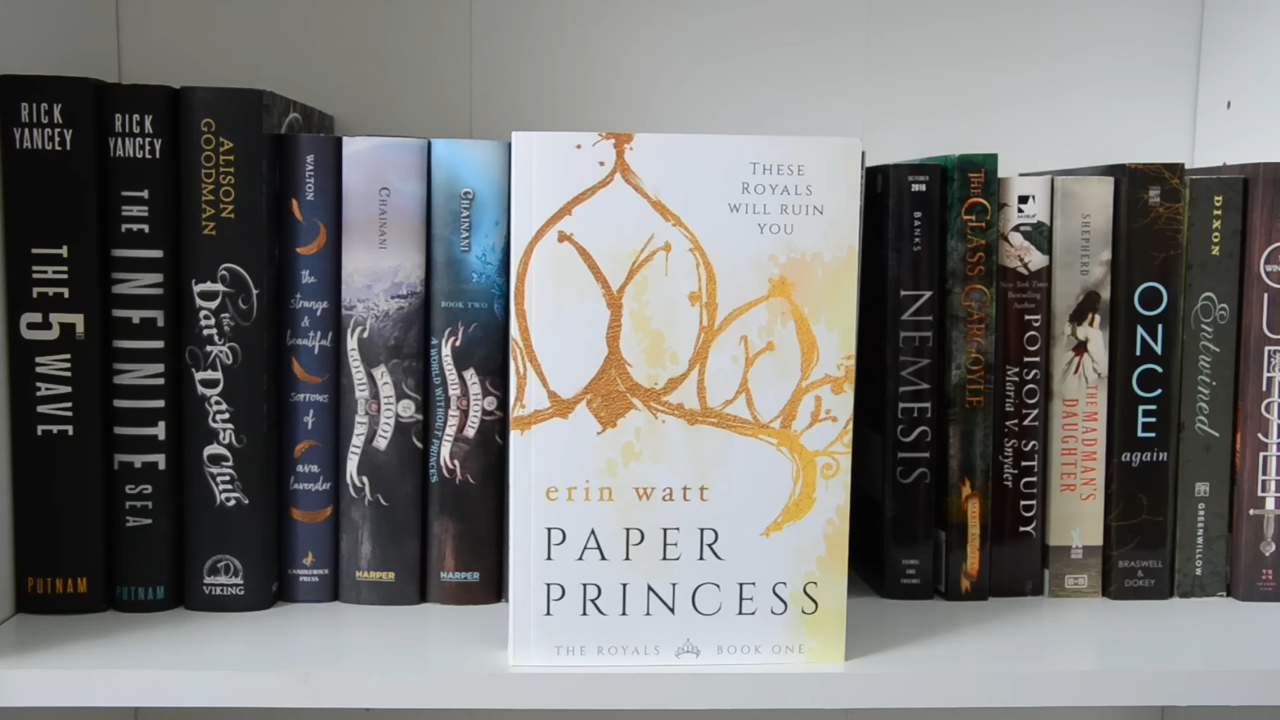 RICK YANCEY
THE 5TH WAVE
PUTNAM
RICK YANCEY
THE INFINITE SEA
PUTNAM
ALISON GOODMAN
the DARK DAYS Club
VIKING
WALTON
the strange & beautiful sorrows of ava lavender
CANDLEWICK PRESS
CHAINANI
SCHOOL
GOOD EVIL
HARPER
CHAINANI
BOOK TWO
SCHOOL
GOOD EVIL
A WORLD WITHOUT PRINCES
HARPER
THESE
ROYALS
WILL RUIN
YOU
erin watt
PAPER
PRINCESS
THE ROYALS BOOK ONE
OCTOBER
2016
BANKS
NEMESIS
THE GLASS GARGOYLE
New York Times
Bestselling
Author
POISON STUDY
Maria V. Snyder
SHEPHERD
THE MADMAN'S DAUGHTER
B+B
ONCE
again
BRASWELL
&
DOKEY
DIXON
Entwined
GREENWILLOW